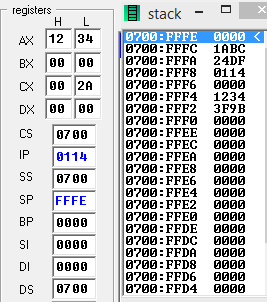 registers
H L
AX 12 34
BX 00 00
CX 00 2A
DX 00 00
CS 0700
IP 0114
SS 0700
SP FFFE
BP 0000
SI 0000
DI 0000
DS 0700
stack
0700:FFFE 0000 <
0700:FFFC 1ABC
0700:FFFA 24DF
0700:FFF8 0114
0700:FFF6 0000
0700:FFF4 1234
0700:FFF2 3F9B
0700:FFF0 0000
0700:FFEE 0000
0700:FFEC 0000
0700:FFEA 0000
0700:FFE8 0000
0700:FFE6 0000
0700:FFE4 0000
0700:FFE2 0000
0700:FFE0 0000
0700:FFDE 0000
0700:FFDC 0000
0700:FFDA 0000
0700:FFD8 0000
0700:FFD6 0000
0700:FFD4 0000